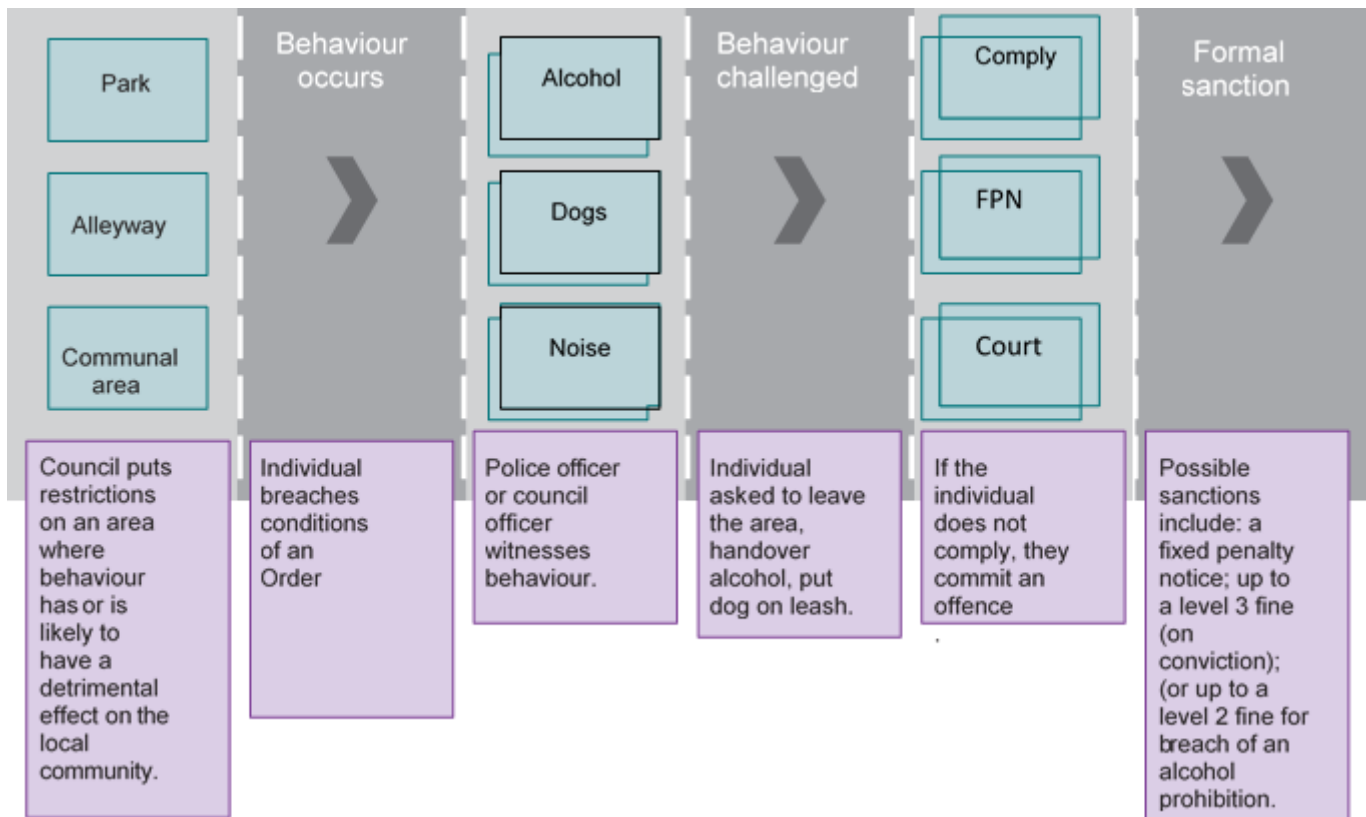 Park
Alleyway
Communal
area
Behaviour
occurs
Alcohol
Dogs
Noise
Behaviour
challenged
Comply
FPN
Court
Formal
sanction
Council puts
restrictions
on an area
where
behaviour
has or is
likely to
have a
detrimental
effect on the
local
community.
Individual
breaches
conditions
of an
Order
Police officer
or council
officer
witnesses
behaviour.
Individual
asked to leave
the area,
handover
alcohol, put
dog on leash.
If the
individual
does not
comply, they
commit an
offence
.
Possible
sanctions
include: a
fixed penalty
notice; up to
a level 3 fine
(on
conviction);
(or up to a
level 2 fine for
breach of an
alcohol
prohibition.